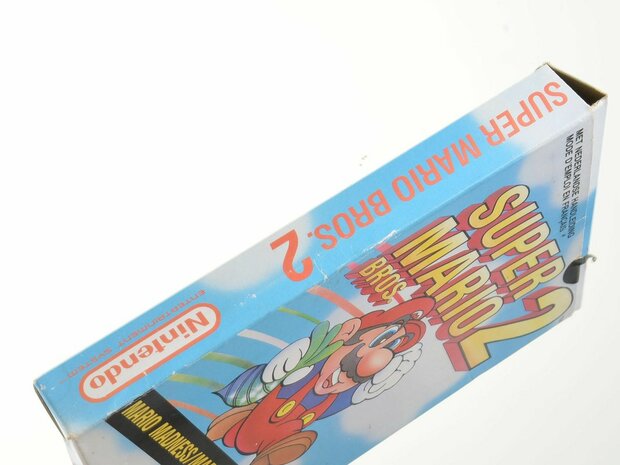 SUPER MARIO BROS. 2
Nintendo
ENTERTAINMENT SYSTEM™
MET NEDERLANDSE HANDLEIDING
MODE D'EMPLOI EN FRANÇAIS
SUPER
MARIO
BROS.
2
MARIO MADNESS